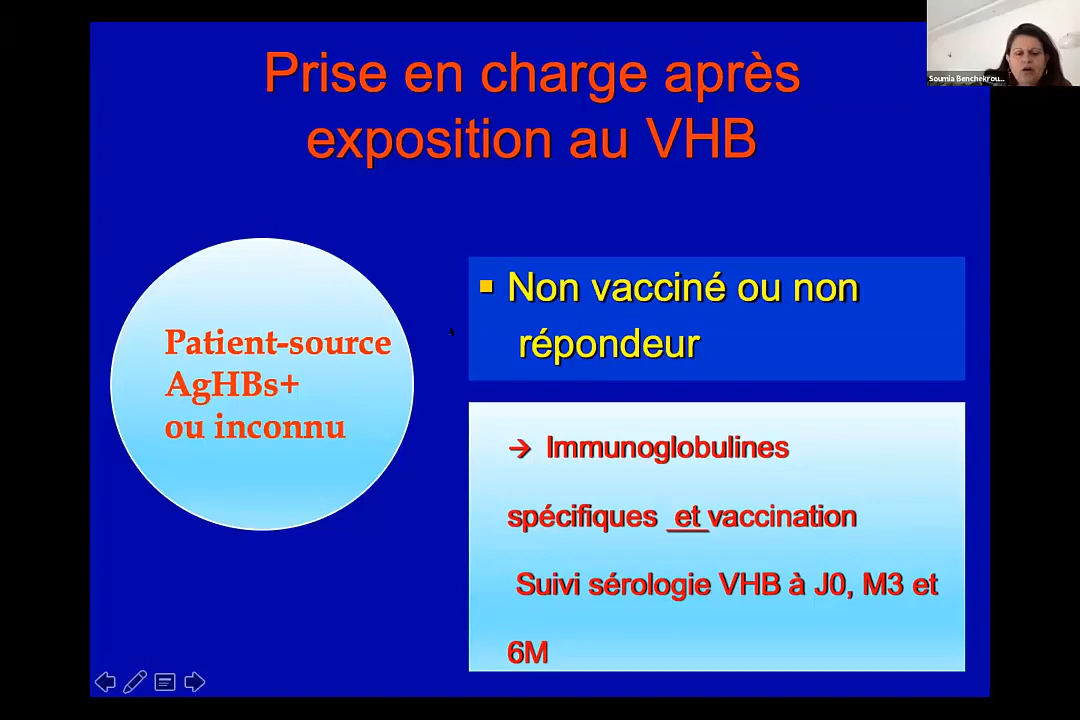 Prise en charge après
exposition au VHB
Soumia Benchekrou...
Patient-source
AgHBs+
ou inconnu
▪ Non vacciné ou non
répondeur
→ Immunoglobulines
spécifiques et vaccination
Suivi sérologie VHB à J0, M3 et
6M